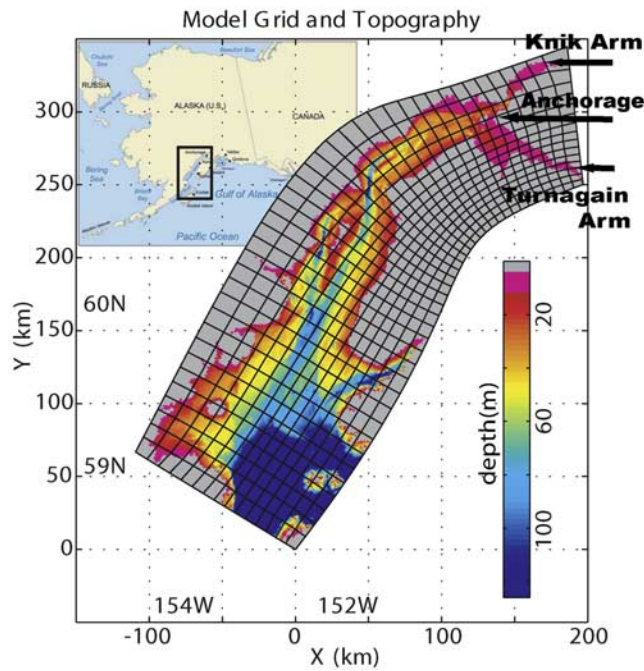 Model Grid and Topography
Knik Arm
Anchorage
Turnagain
Arm
RUSSIA
ALASKA (U.S.)
CANADA
Bering
Sea
Gulf of Alaska
Pacific Ocean
Y (km)
300
250
200
150
100
50
0
60N
59N
154W
152W
depth(m)
20
60
100
-100
0
100
200
X (km)